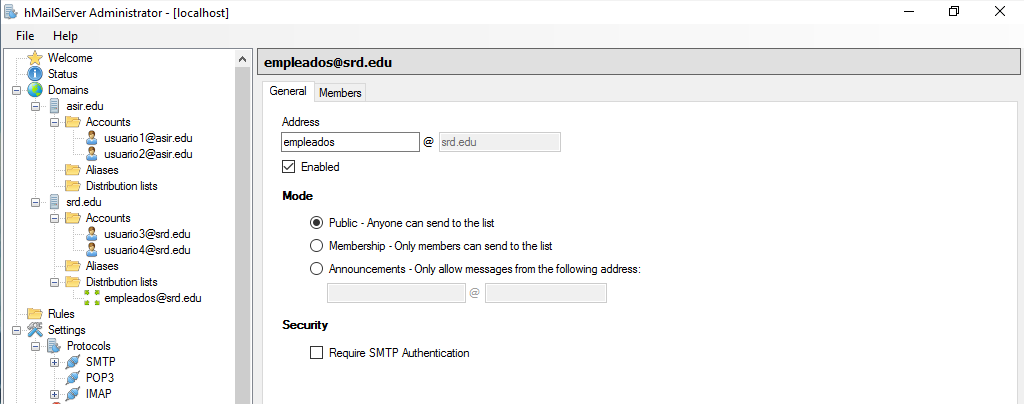 hMailServer Administrator - [localhost]
File Help
Welcome
Status
Domains
asir.edu
Accounts
usuario1@asir.edu
usuario2@asir.edu
Aliases
Distribution lists
srd.edu
Accounts
usuario3@srd.edu
usuario4@srd.edu
Aliases
Distribution lists
empleados@srd.edu
Rules
Settings
Protocols
SMTP
POP3
IMAP
empleados@srd.edu
General Members
Address
empleados @ srd.edu
Enabled
Mode
Public - Anyone can send to the list
Membership - Only members can send to the list
Announcements - Only allow messages from the following address:
@
Security
Require SMTP Authentication